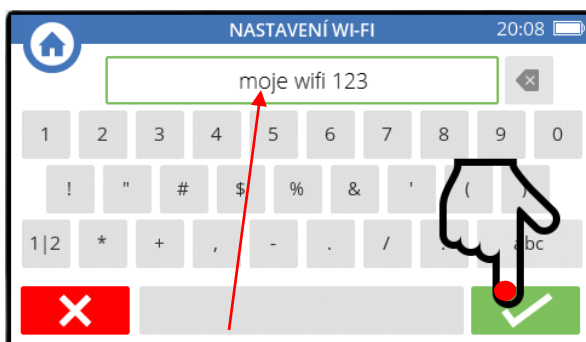 NASTAVENÍ WI-FI 20:08
moje wifi 123
1 2 3 4 5 6 7 8 9 0
! " # $ % & ' ( )
1|2 * + , - . /